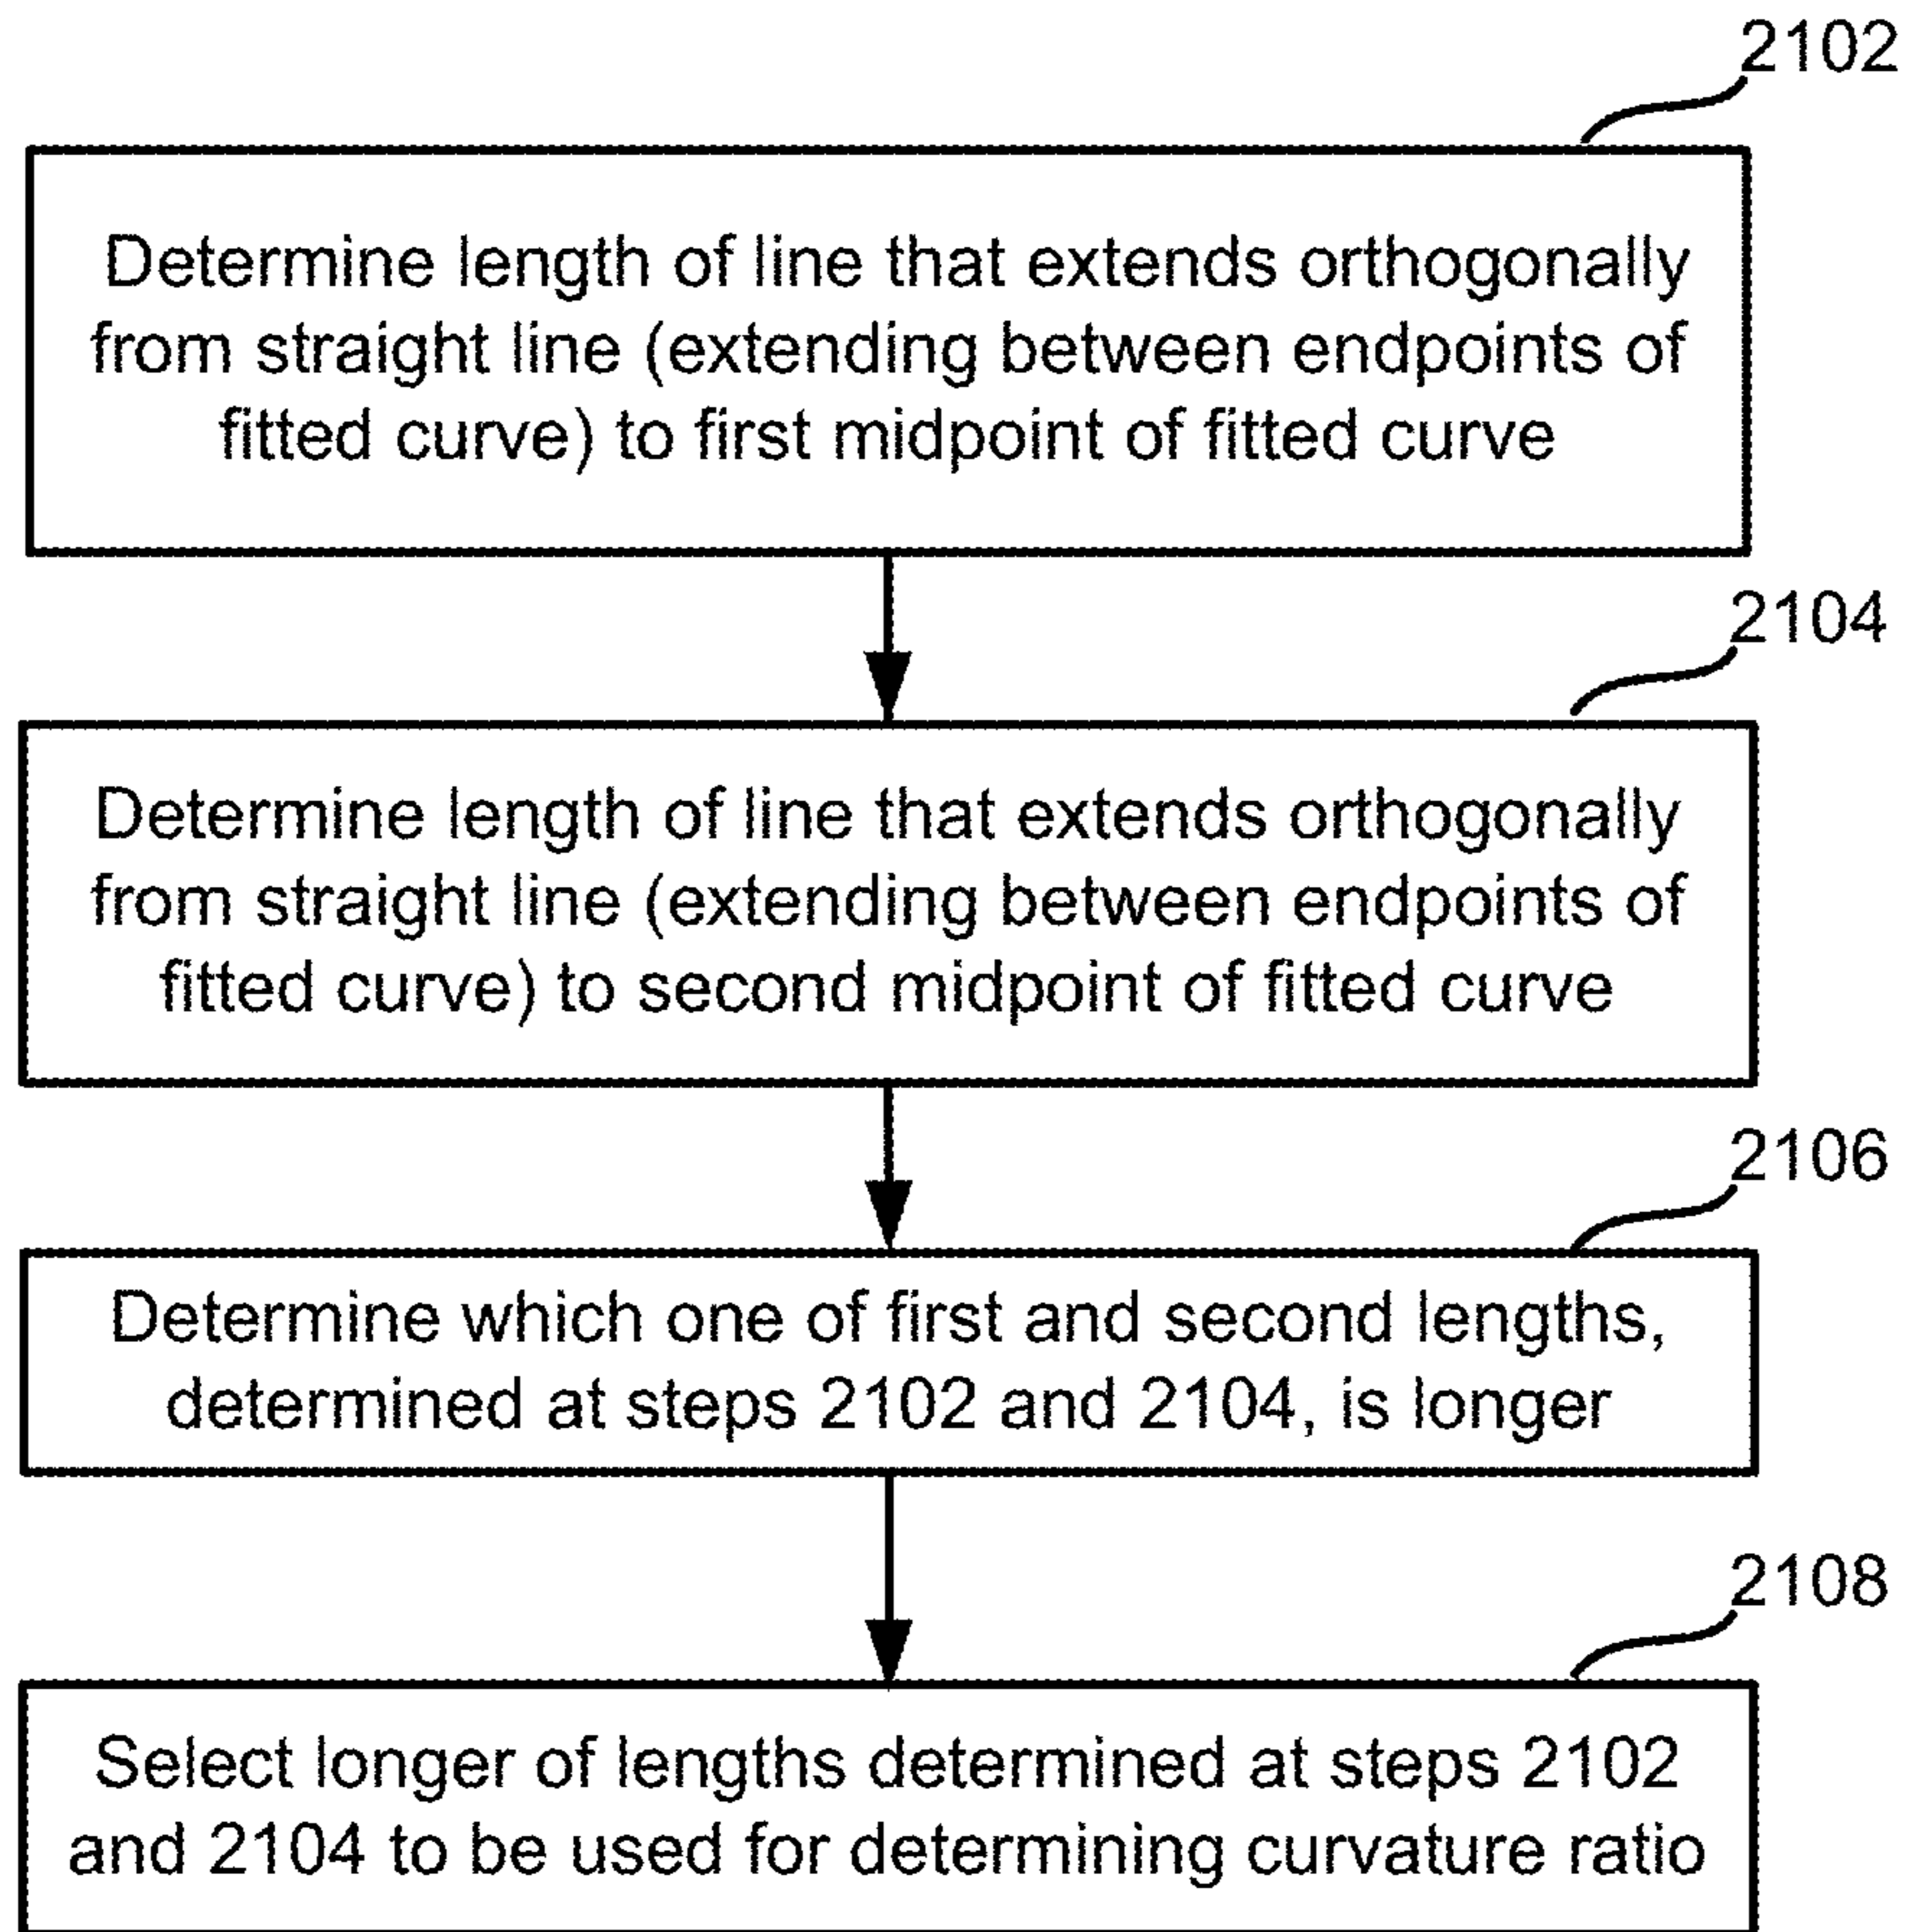 2102
Determine length of line that extends orthogonally
from straight line (extending between endpoints of
fitted curve) to first midpoint of fitted curve
2104
Determine length of line that extends orthogonally
from straight line (extending between endpoints of
fitted curve) to second midpoint of fitted curve
2106
Determine which one of first and second lengths,
determined at steps 2102 and 2104, is longer
2108
Select longer of lengths determined at steps 2102
and 2104 to be used for determining curvature ratio